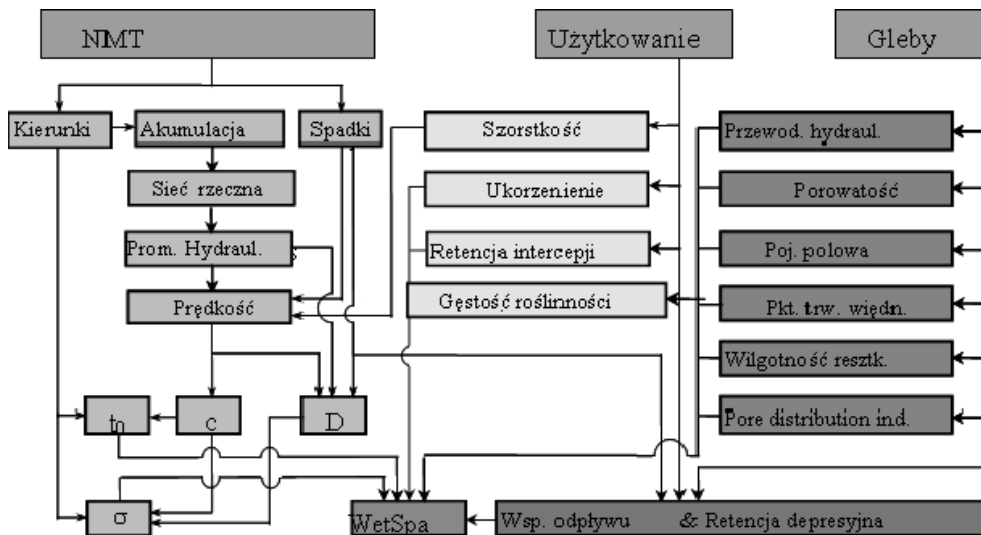 NMT
Użytkowanie
Gleby
Kierunki
Akumulacja
Spadki
Szorstkość
Przewod. hydraul.
Sieć rzeczna
Ukorzenienie
Porowatość
Prom. Hydraul.
Retencja intercepji
Poj. polowa
Prędkość
Gęstość roślinności
Pkt. trw. więdn.
Wilgotność resztk.
t0
c
D
Pore distribution ind.
σ
WetSpa
Wsp. odpływu & Retencja depresyjna